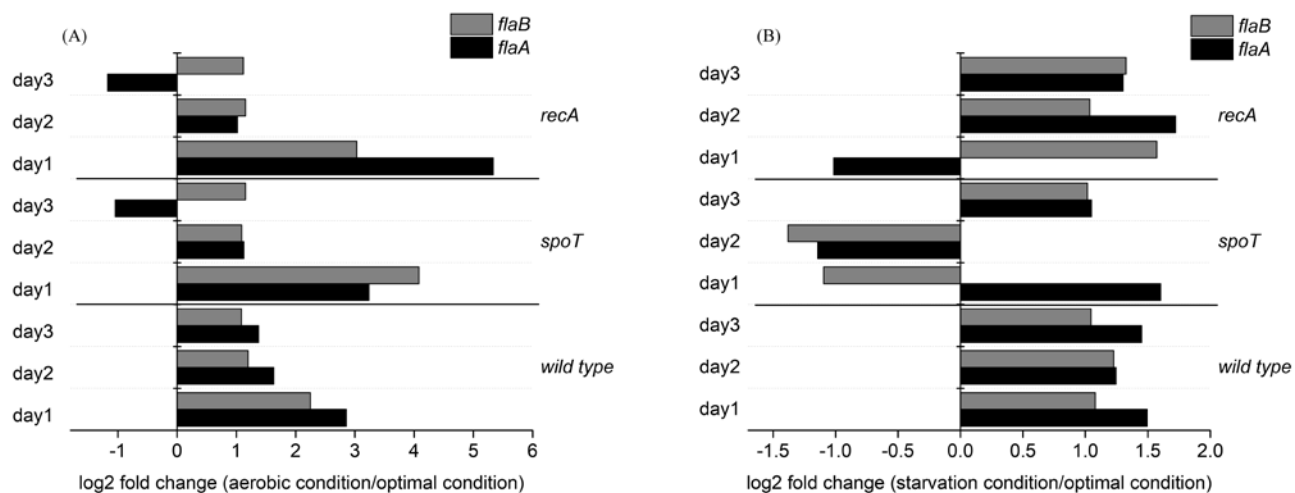 (A)
flaB
flaA
day3
day2
recA
day1
day3
day2
spoT
day1
day3
day2
wild type
day1
-1 0 1 2 3 4 5 6
log2 fold change (aerobic condition/optimal condition)
(B)
flaB
flaA
day3
day2
recA
day1
day3
day2
spoT
day1
day3
day2
wild type
day1
-1.5 -1.0 -0.5 0.0 0.5 1.0 1.5 2.0
log2 fold change (starvation condition/optimal condition)